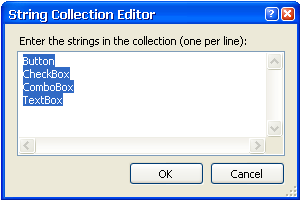 String Collection Editor
Enter the strings in the collection (one per line):
Button
CheckBox
ComboBox
TextBox
OK
Cancel